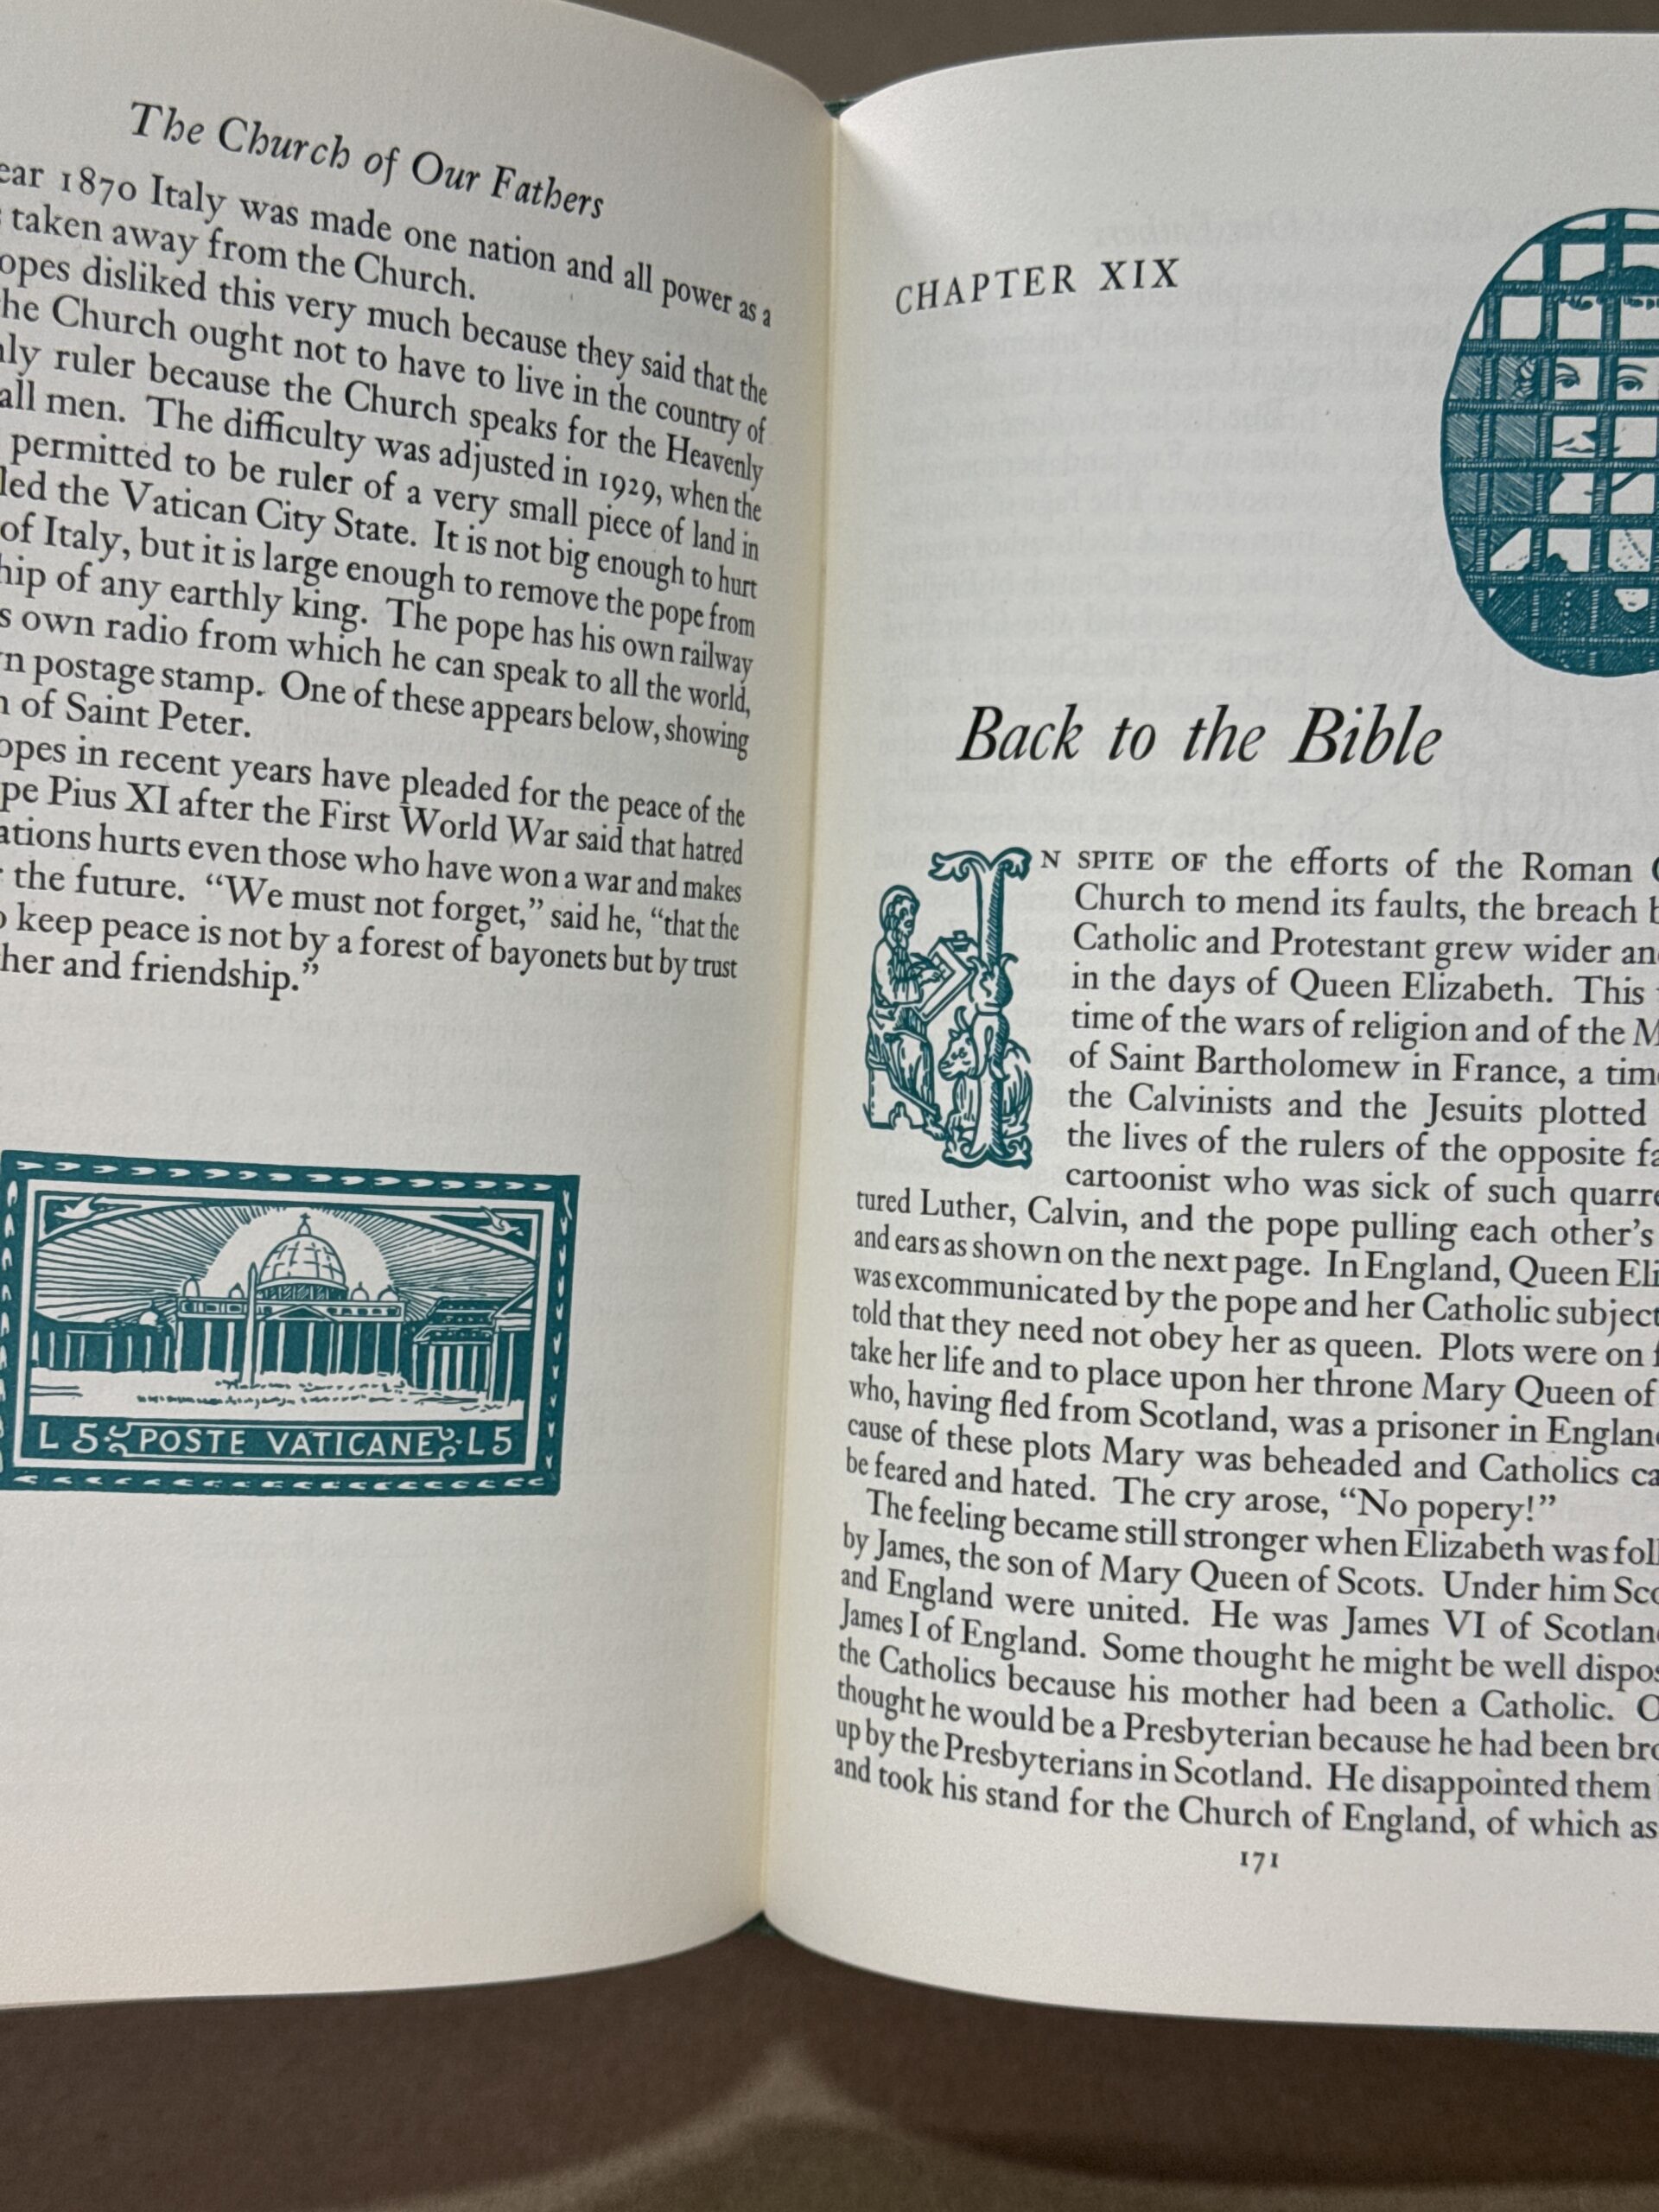 The Church of Our Fathers
1870 Italy was made one nation and all power as a
taken away from the Church.
disliked this very much because they said that the
Church ought not to have to live in the country of
ruler because the Church speaks for the Heavenly
all men. The difficulty was adjusted in 1929, when the
permitted to be ruler of a very small piece of land in
the Vatican City State. It is not big enough to hurt
of Italy, but it is large enough to remove the pope from
of any earthly king. The pope has his own railway
own radio from which he can speak to all the world,
postage stamp. One of these appears below, showing
of Saint Peter.
in recent years have pleaded for the peace of the
Pius XI after the First World War said that hatred
hurts even those who have won a war and makes
the future. “We must not forget,” said he, “that the
keep peace is not by a forest of bayonets but by trust
and friendship.”
L 5 POSTE VATICANE L 5
CHAPTER XIX
Back to the Bible
IN SPITE OF the efforts of the Roman
Church to mend its faults, the breach
Catholic and Protestant grew wider
in the days of Queen Elizabeth. This
time of the wars of religion and of the
of Saint Bartholomew in France, a
the Calvinists and the Jesuits plotted
the lives of the rulers of the opposite
cartoonist who was sick of such
tured Luther, Calvin, and the pope pulling each other’s
and ears as shown on the next page. In England, Queen
was excommunicated by the pope and her Catholic
told that they need not obey her as queen. Plots were on
take her life and to place upon her throne Mary Queen of
who, having fled from Scotland, was a prisoner in
cause of these plots Mary was beheaded and Catholics
be feared and hated. The cry arose, “No popery!”
The feeling became still stronger when Elizabeth was
by James, the son of Mary Queen of Scots. Under him
and England were united. He was James VI of
James I of England. Some thought he might be well
the Catholics because his mother had been a Catholic.
thought he would be a Presbyterian because he had been
up by the Presbyterians in Scotland. He disappointed them
and took his stand for the Church of England, of which as
171